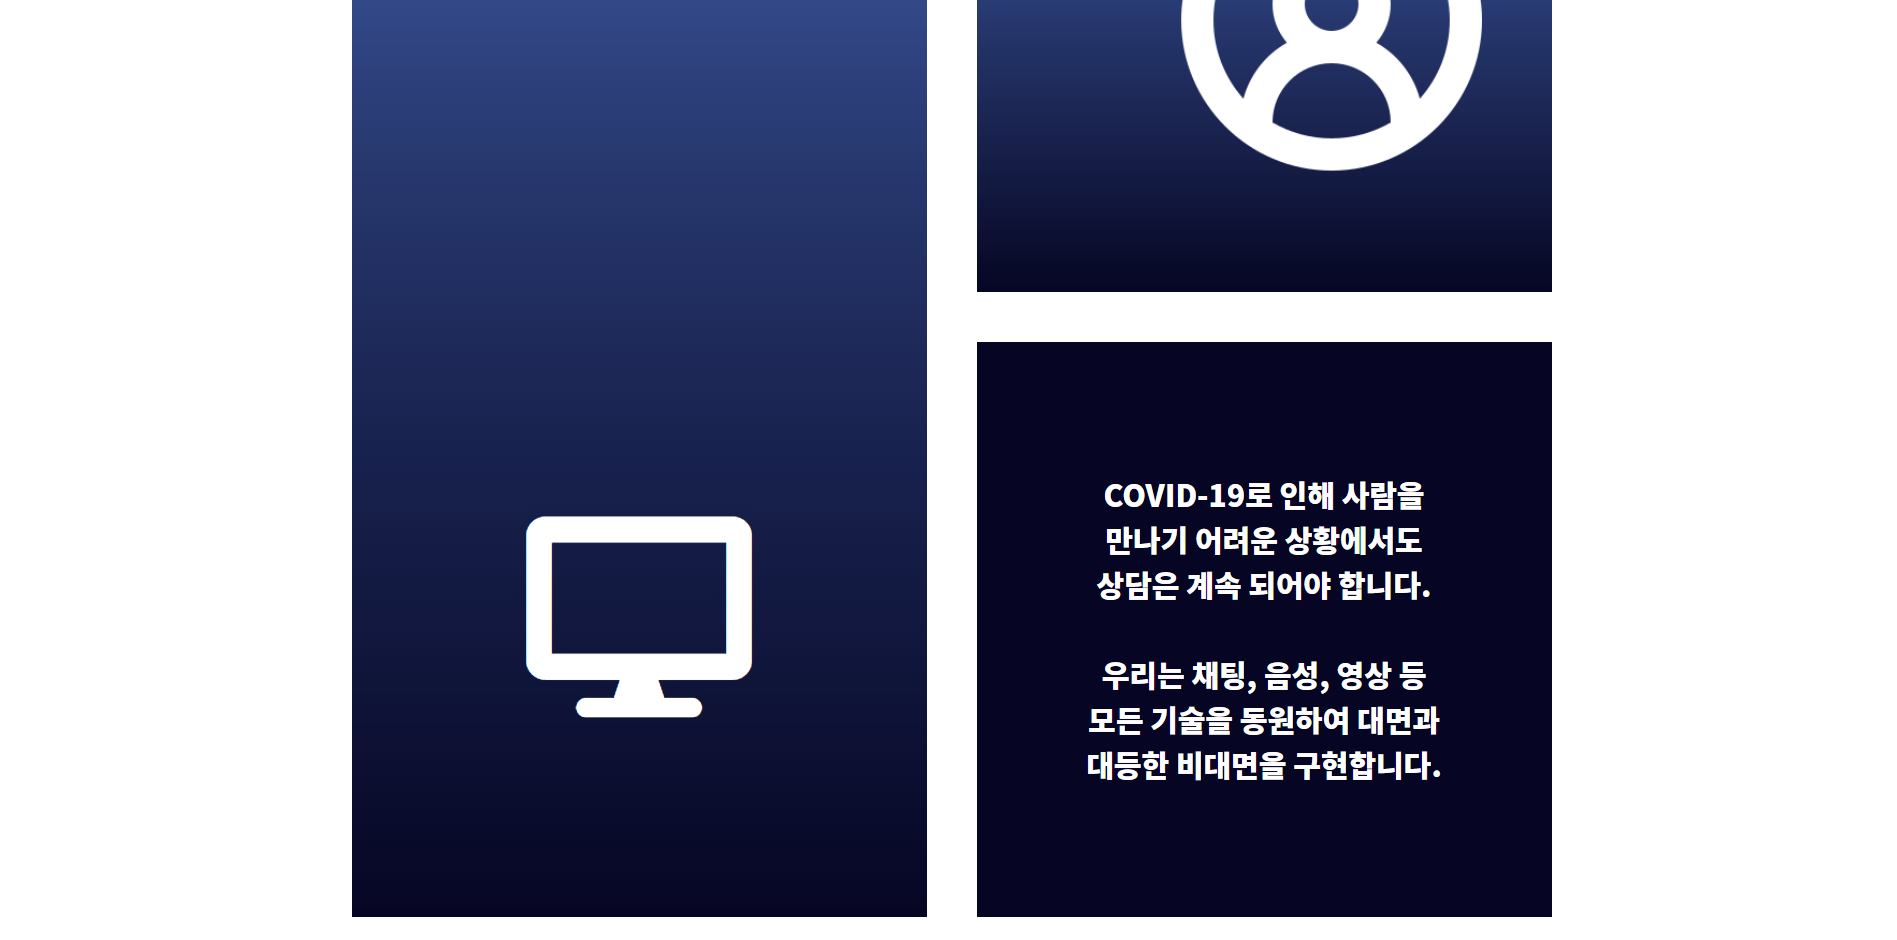 COVID-19로 인해 사람을
만나기 어려운 상황에서도
상담은 계속 되어야 합니다.
우리는 채팅, 음성, 영상 등
모든 기술을 동원하여 대면과
대등한 비대면을 구현합니다.